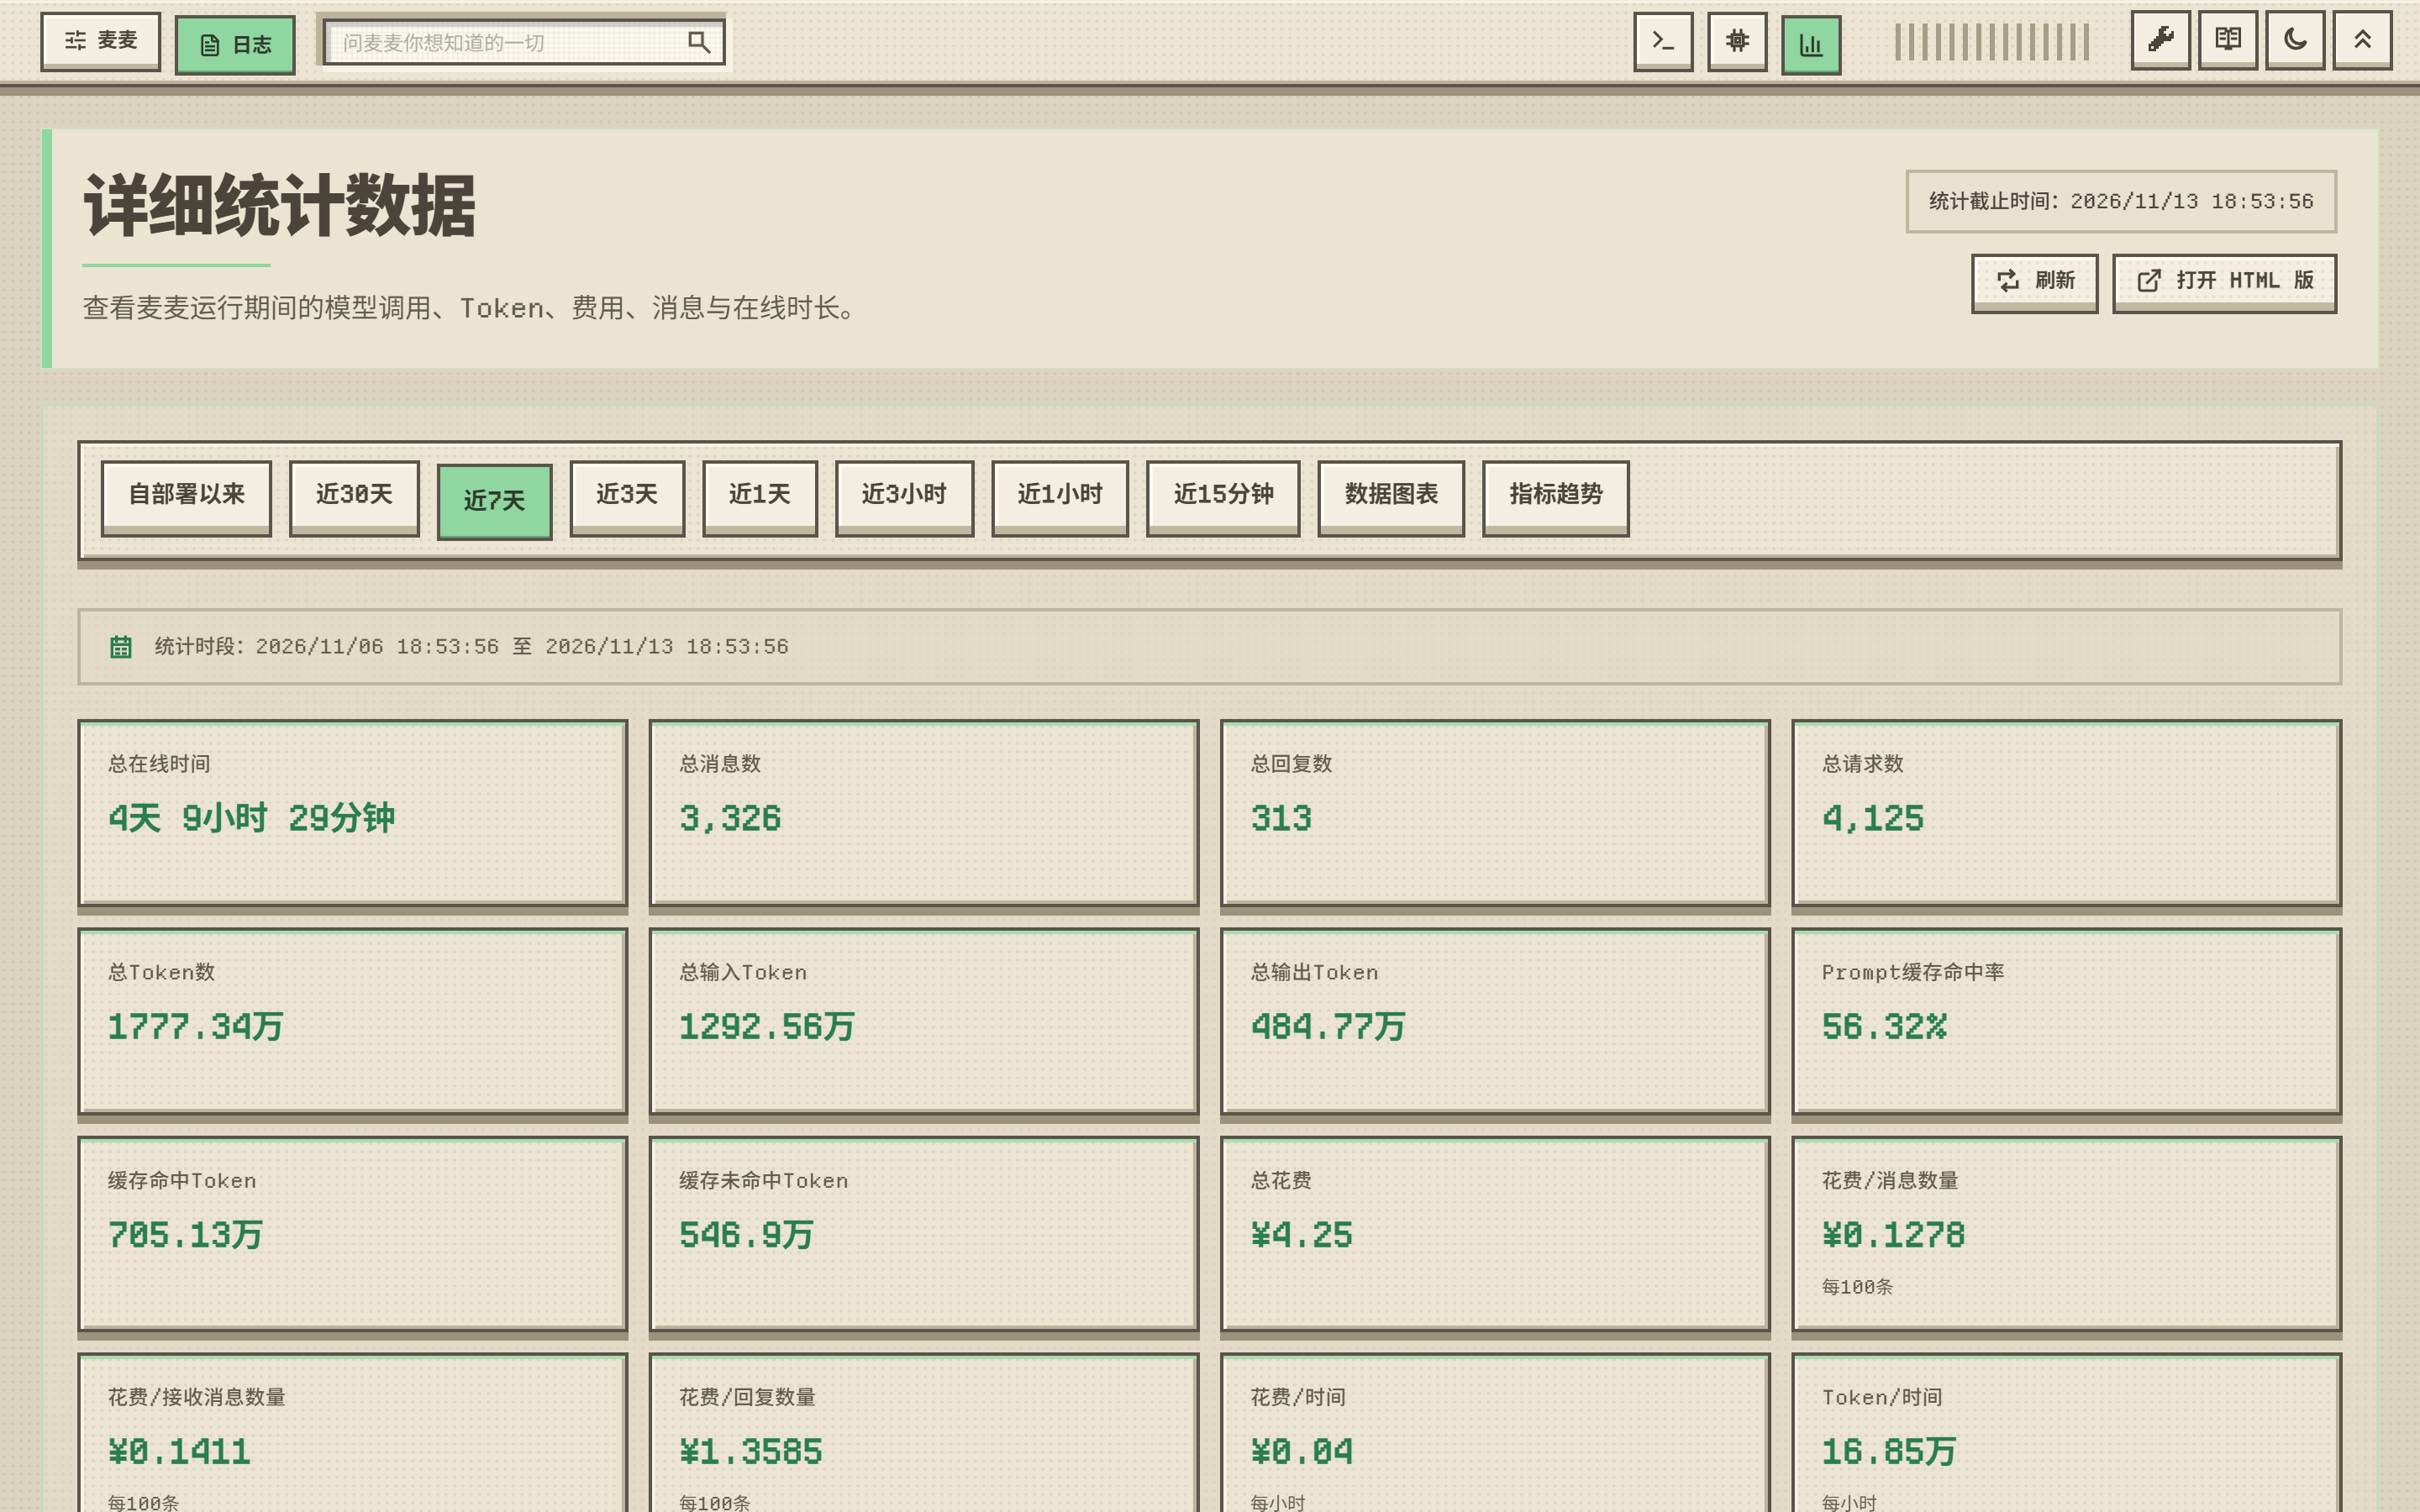 麦麦 日志 问麦麦你想知道的一切
详细统计数据
统计截止时间: 2026/11/13 18:53:56
刷新 打开 HTML 版
查看麦麦运行期间的模型调用、Token、费用、消息与在线时长。
自部署以来 近30天 近7天 近3天 近1天 近3小时 近1小时 近15分钟 数据图表 指标趋势
统计时段: 2026/11/06 18:53:56 至 2026/11/13 18:53:56
总在线时间 总消息数 总回复数 总请求数
4天 9小时 29分钟 3,326 313 4,125
总Token数 总输入Token 总输出Token Prompt缓存命中率
1777.34万 1292.56万 484.77万 56.32%
缓存命中Token 缓存未命中Token 总花费 花费/消息数量
705.13万 546.9万 ¥4.25 ¥0.1278
每100条
花费/接收消息数量 花费/回复数量 花费/时间 Token/时间
¥0.1411 ¥1.3585 ¥0.04 16.85万
每100条 每100条 每小时 每小时